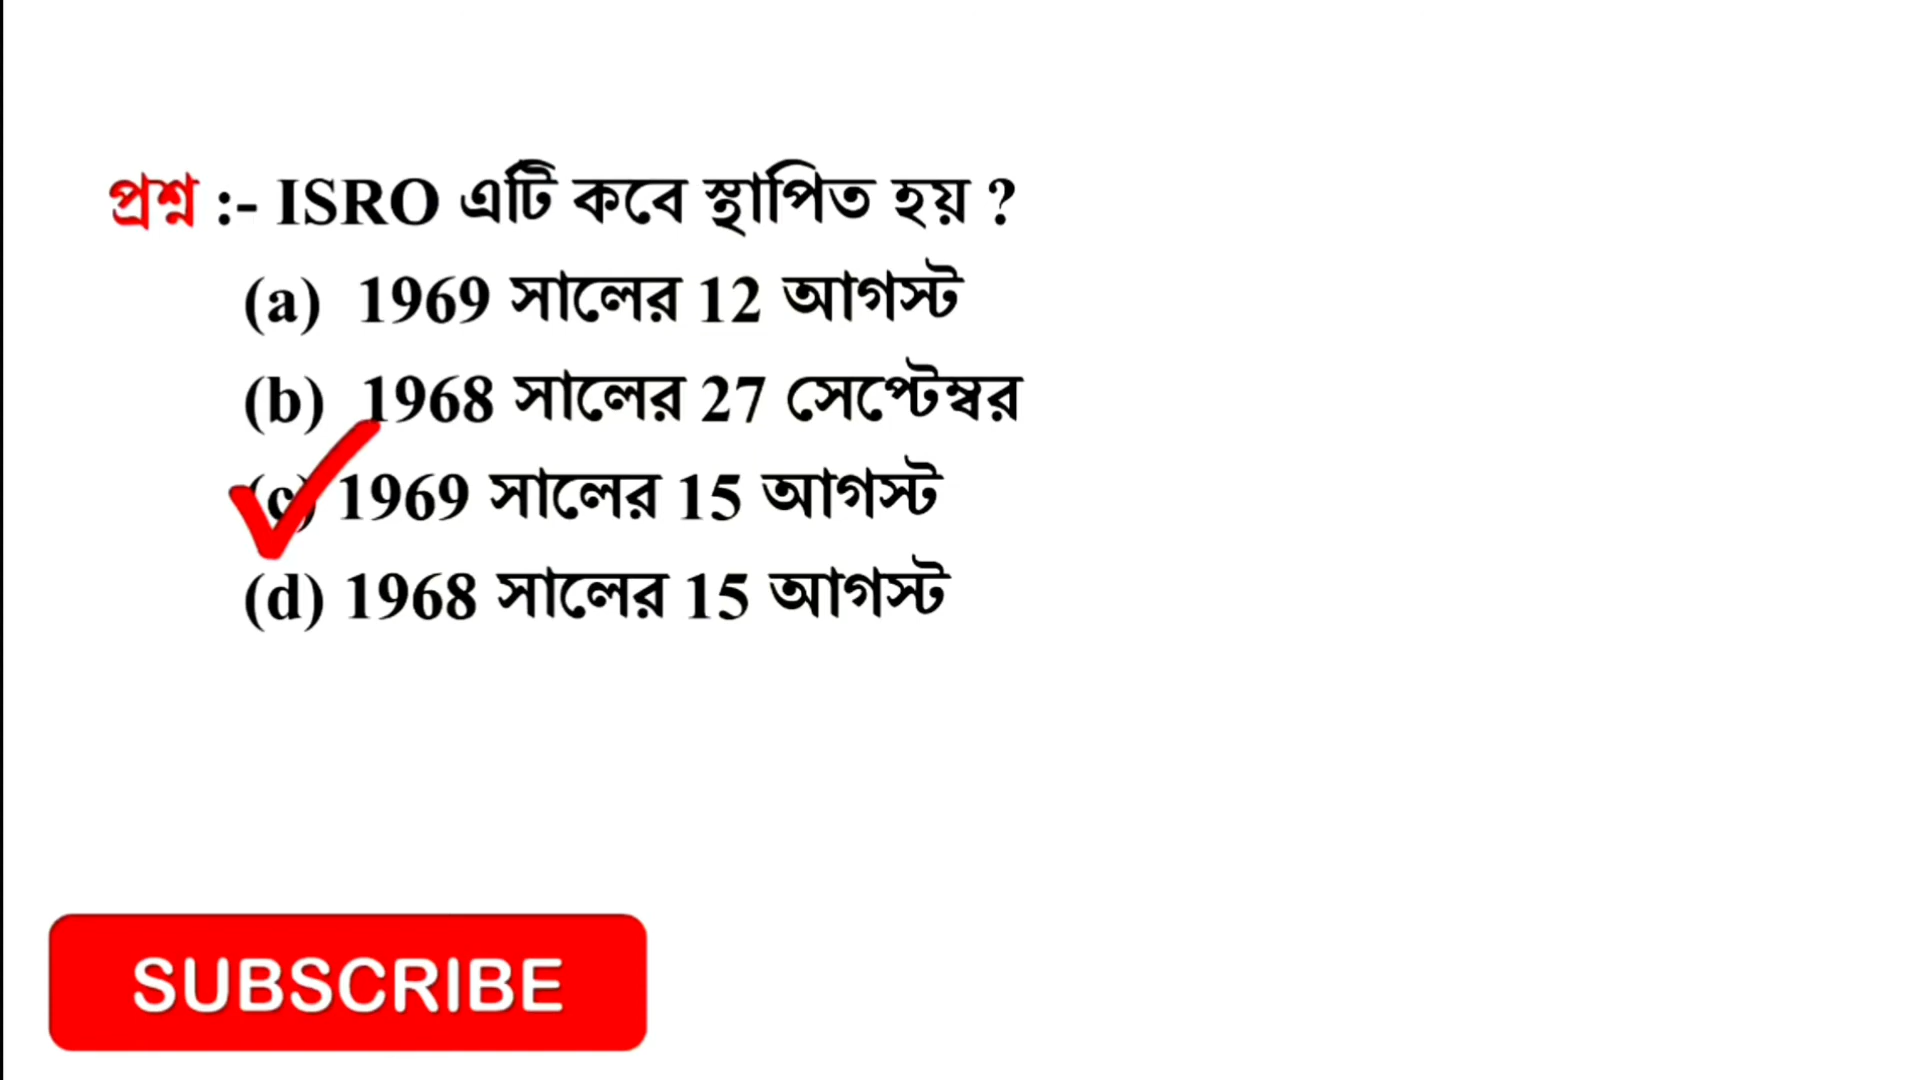 প্রশ্ন :- ISRO এটি কবে স্থাপিত হয় ?
(a) 1969 সালের 12 আগস্ট
(b) 1968 সালের 27 সেপ্টেম্বর
(c) 1969 সালের 15 আগস্ট
(d) 1968 সালের 15 আগস্ট
SUBSCRIBE